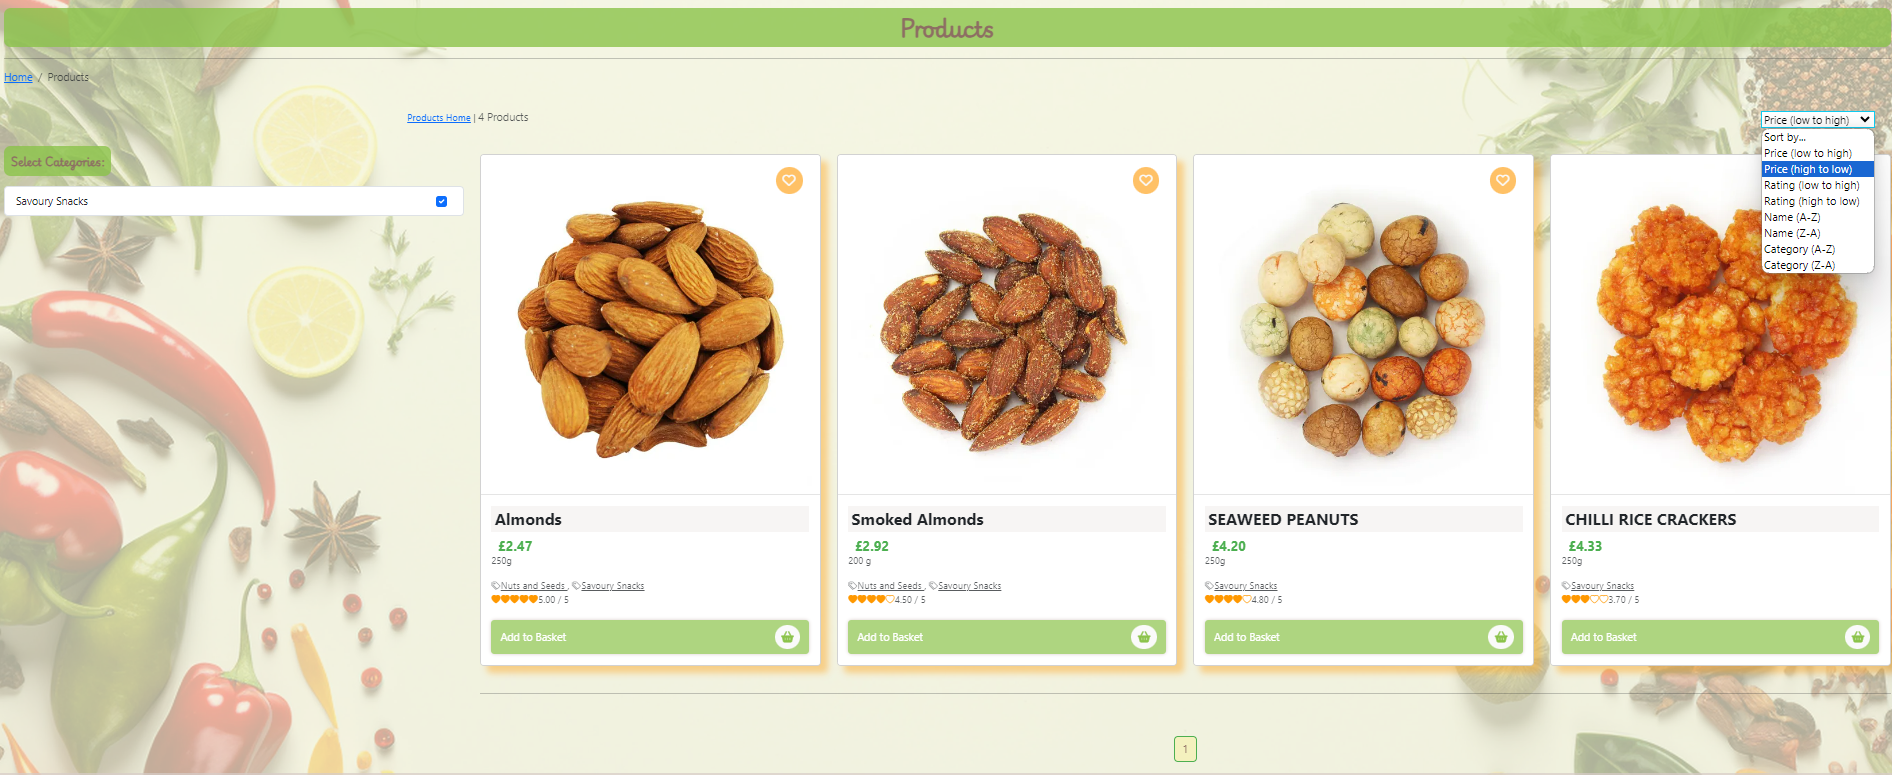 Products
Home / Products
Products Home | 4 Products
Price (low to high)
Sort by...
Price (low to high)
Price (high to low)
Rating (low to high)
Rating (high to low)
Name (A-Z)
Name (Z-A)
Category (A-Z)
Category (Z-A)
Select Categories:
Savoury Snacks
Almonds
£2.47
250g
Nuts and Seeds , Savoury Snacks
5.00 / 5
Add to Basket
Smoked Almonds
£2.92
200 g
Nuts and Seeds , Savoury Snacks
4.50 / 5
Add to Basket
SEAWEED PEANUTS
£4.20
250g
Savoury Snacks
4.80 / 5
Add to Basket
CHILLI RICE CRACKERS
£4.33
250g
Savoury Snacks
3.70 / 5
Add to Basket
1